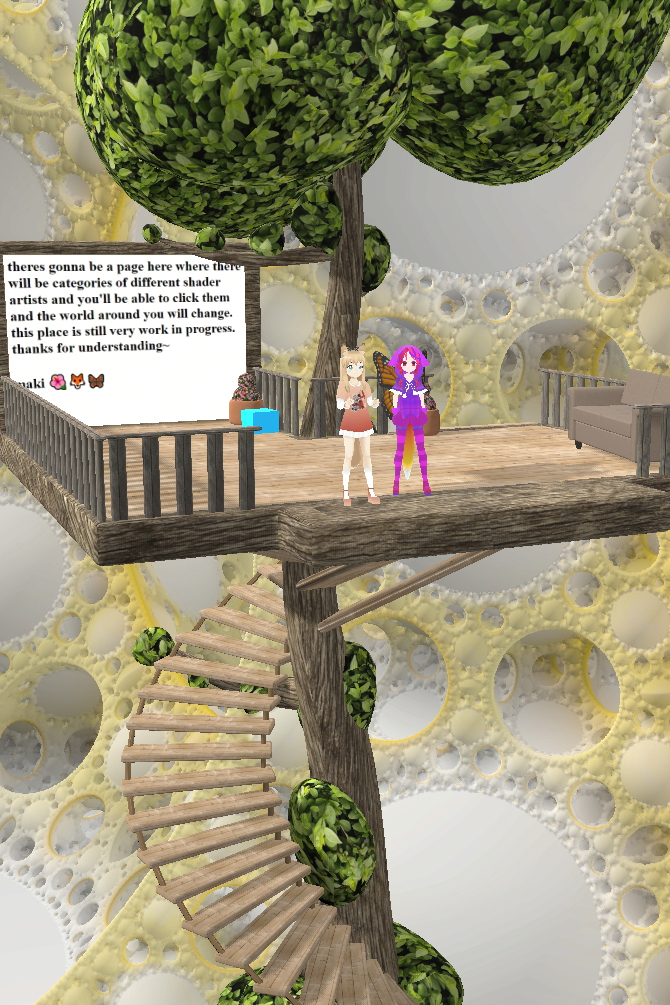 theres gonna be a page here where there
will be categories of different shader
artists and you'll be able to click them
and the world around you will change.
this place is still very work in progress.
thanks for understanding~
naki 🌺🦊🦋